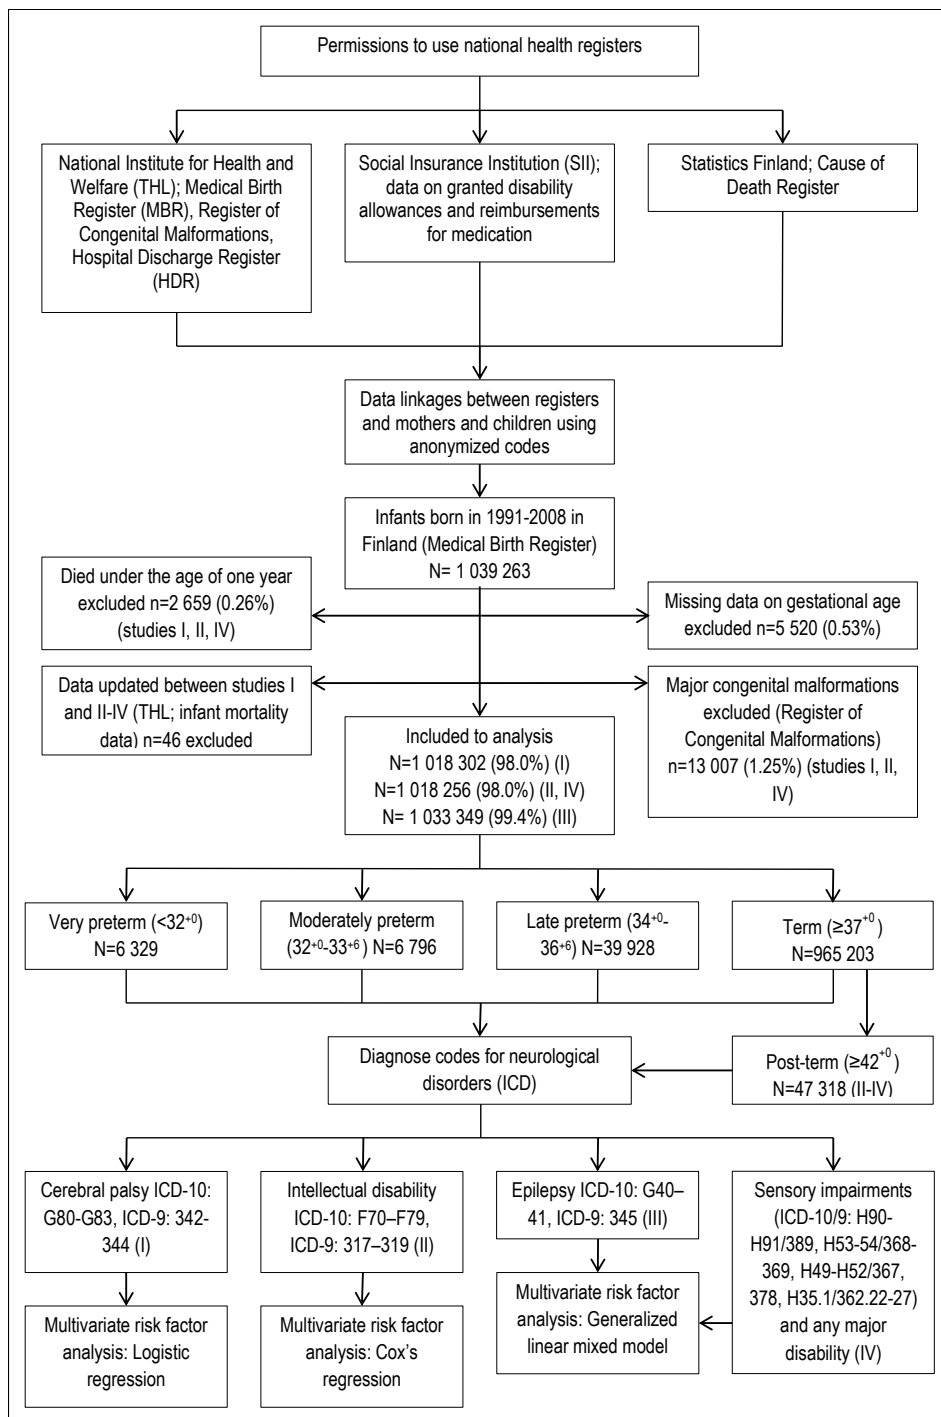 Permissions to use national health registers
National Institute for Health and
Welfare (THL); Medical Birth
Register (MBR), Register of
Congenital Malformations,
Hospital Discharge Register
(HDR)
Social Insurance Institution (SII);
data on granted disability
allowances and reimbursements
for medication
Statistics Finland; Cause of
Death Register
Data linkages between registers
and mothers and children using
anonymized codes
Infants born in 1991-2008 in
Finland (Medical Birth Register)
N= 1 039 263
Died under the age of one year
excluded n=2 659 (0.26%)
(studies I, II, IV)
Missing data on gestational age
excluded n=5 520 (0.53%)
Data updated between studies I
and II-IV (THL; infant mortality
data) n=46 excluded
Major congenital malformations
excluded (Register of
Congenital Malformations)
n=13 007 (1.25%) (studies I, II,
IV)
Included to analysis
N=1 018 302 (98.0%) (I)
N=1 018 256 (98.0%) (II, IV)
N= 1 033 349 (99.4%) (III)
Very preterm (<32+0)
N=6 329
Moderately preterm
(32+0-33+6) N=6 796
Late preterm (34+0-
36+6) N=39 928
Term (≥37+0)
N=965 203
Diagnose codes for neurological
disorders (ICD)
Post-term (≥42+0)
N=47 318 (II-IV)
Cerebral palsy ICD-10:
G80-G83, ICD-9: 342-
344 (I)
Intellectual disability
ICD-10: F70–F79,
ICD-9: 317–319 (II)
Epilepsy ICD-10: G40–
41, ICD-9: 345 (III)
Sensory impairments
(ICD-10/9: H90-
H91/389, H53-54/368-
369, H49-H52/367,
378, H35.1/362.22-27)
and any major
disability (IV)
Multivariate risk factor
analysis: Logistic
regression
Multivariate risk factor
analysis: Cox's
regression
Multivariate risk factor
analysis: Generalized
linear mixed model